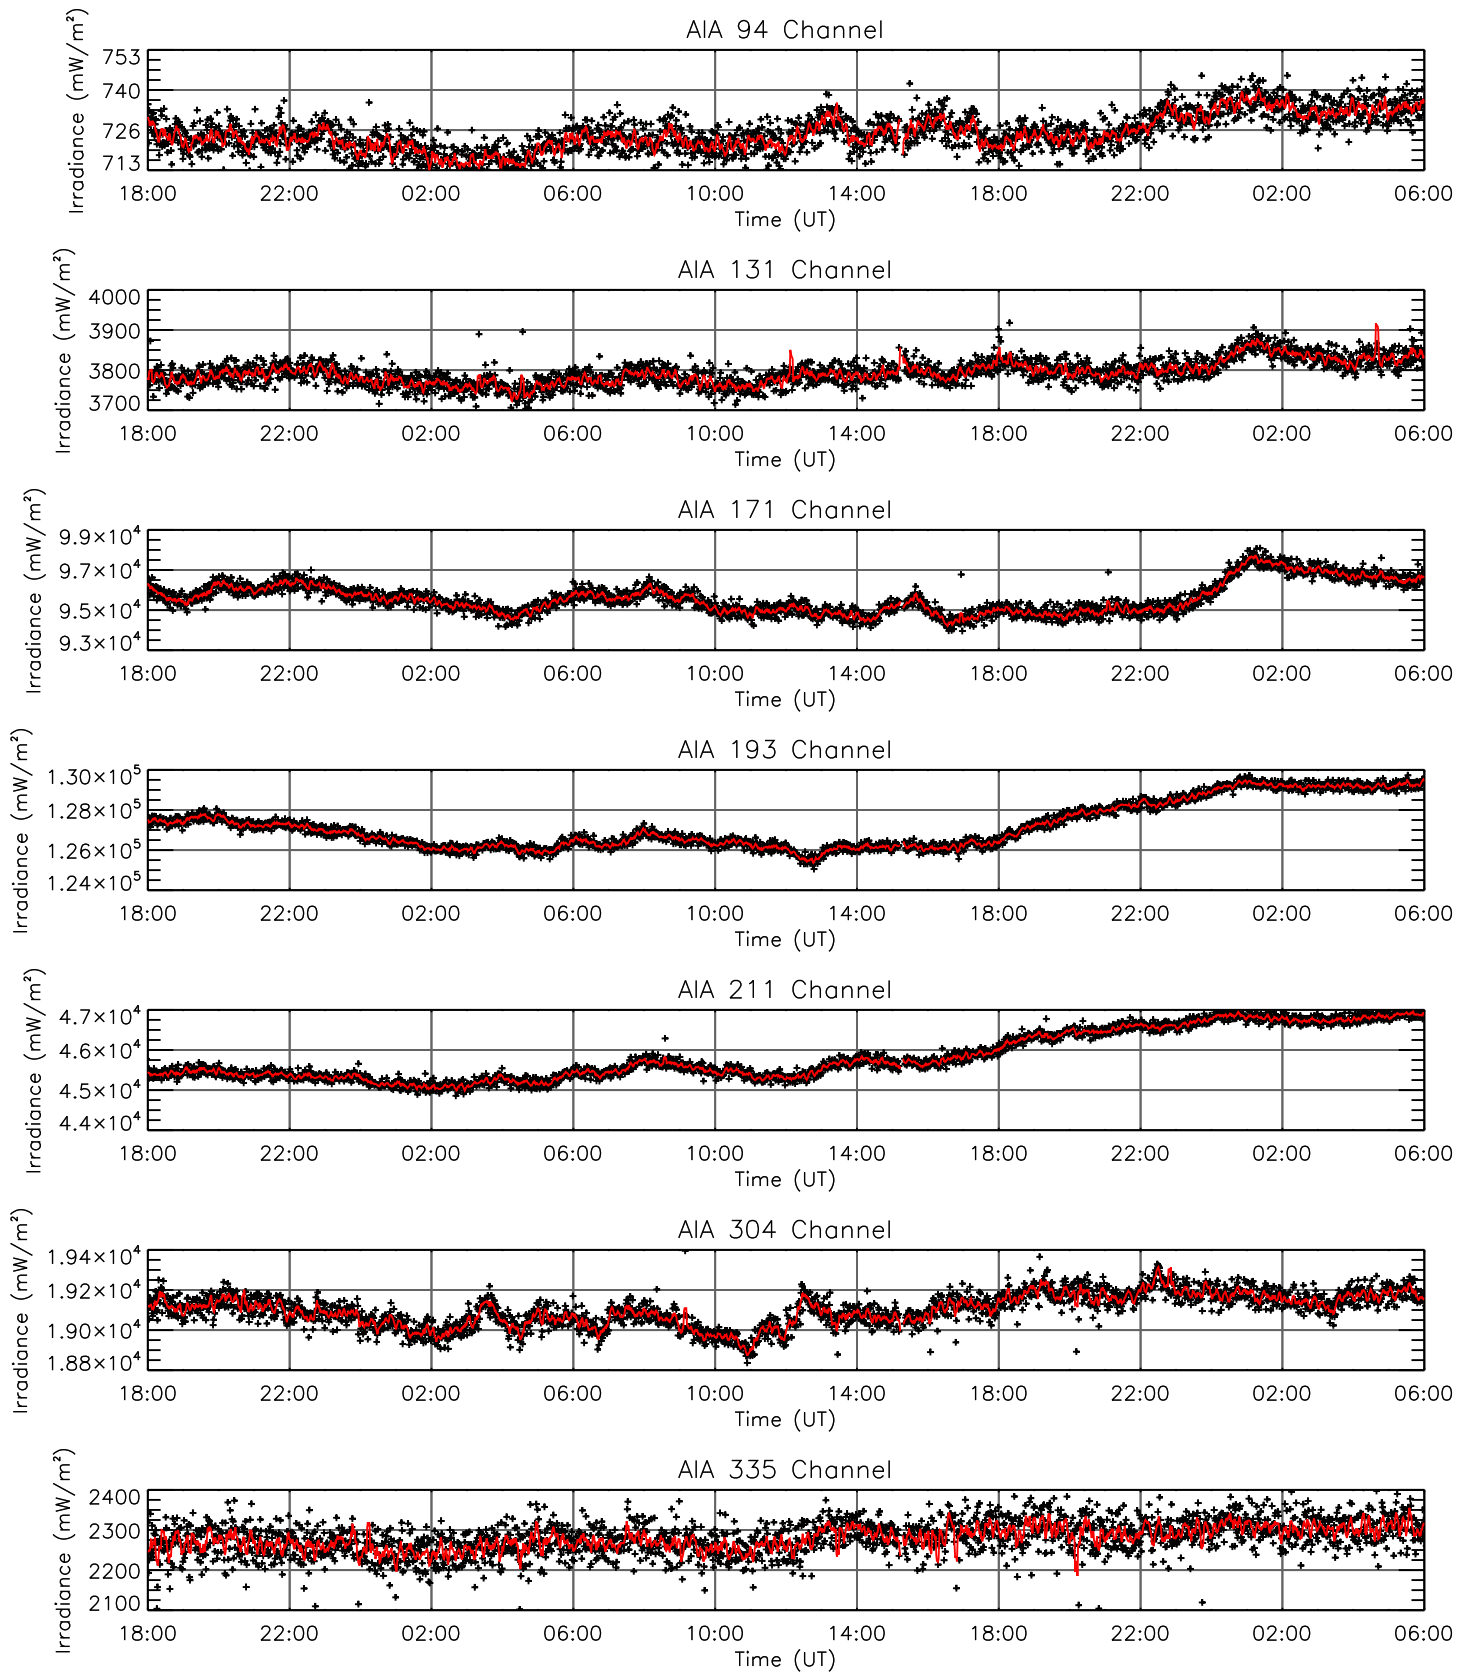 AIA 94 Channel
Irradiance (mW/m²)
753
740
726
713
18:00 22:00 02:00 06:00 10:00 14:00 18:00 22:00 02:00 06:00
Time (UT)
AIA 131 Channel
Irradiance (mW/m²)
4000
3900
3800
3700
18:00 22:00 02:00 06:00 10:00 14:00 18:00 22:00 02:00 06:00
Time (UT)
AIA 171 Channel
Irradiance (mW/m²)
9.9×10⁴
9.7×10⁴
9.5×10⁴
9.3×10⁴
18:00 22:00 02:00 06:00 10:00 14:00 18:00 22:00 02:00 06:00
Time (UT)
AIA 193 Channel
Irradiance (mW/m²)
1.30×10⁵
1.28×10⁵
1.26×10⁵
1.24×10⁵
18:00 22:00 02:00 06:00 10:00 14:00 18:00 22:00 02:00 06:00
Time (UT)
AIA 211 Channel
Irradiance (mW/m²)
4.7×10⁴
4.6×10⁴
4.5×10⁴
4.4×10⁴
18:00 22:00 02:00 06:00 10:00 14:00 18:00 22:00 02:00 06:00
Time (UT)
AIA 304 Channel
Irradiance (mW/m²)
1.94×10⁴
1.92×10⁴
1.90×10⁴
1.88×10⁴
18:00 22:00 02:00 06:00 10:00 14:00 18:00 22:00 02:00 06:00
Time (UT)
AIA 335 Channel
Irradiance (mW/m²)
2400
2300
2200
2100
18:00 22:00 02:00 06:00 10:00 14:00 18:00 22:00 02:00 06:00
Time (UT)